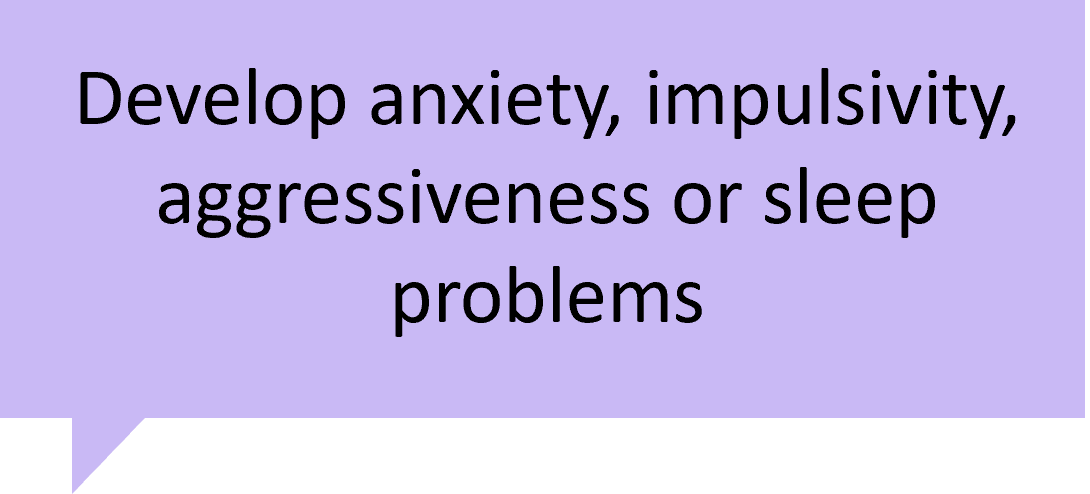 Develop anxiety, impulsivity,
aggressiveness or sleep
problems